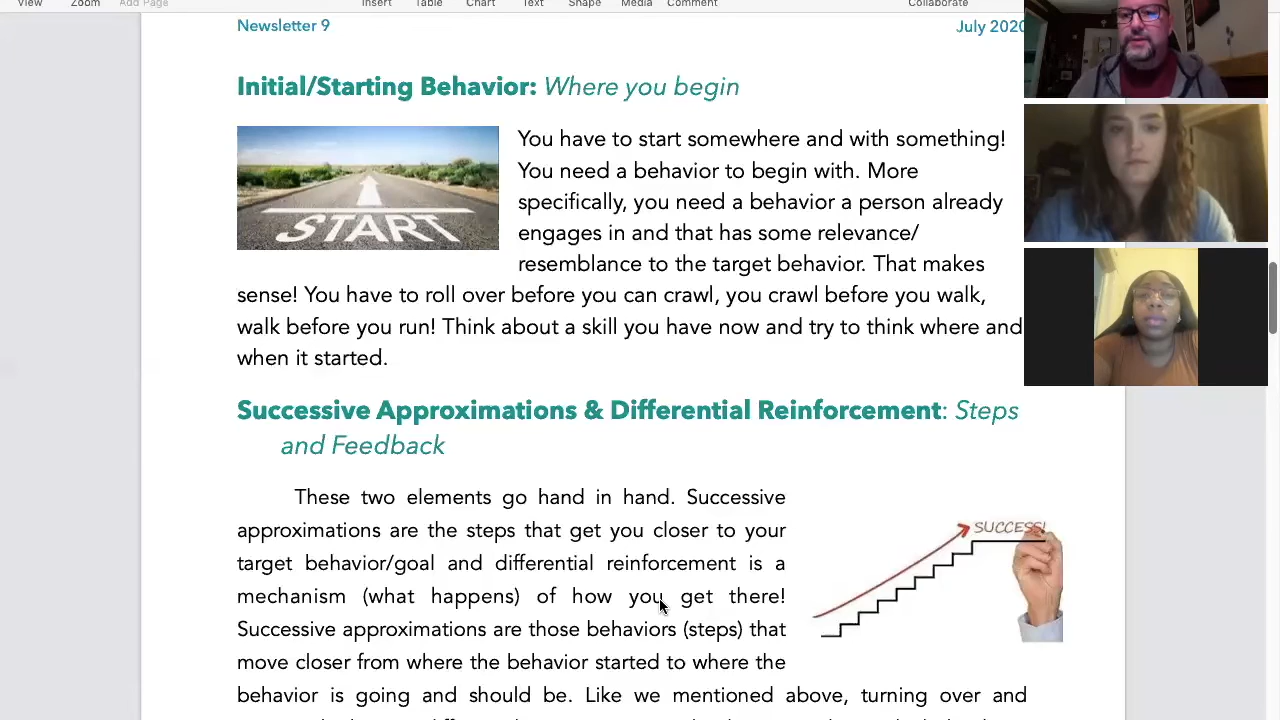 View Zoom Add Page Insert Table Chart Text Shape Media Comment Collaborate
Newsletter 9 July 2020
Initial/Starting Behavior: Where you begin
START
You have to start somewhere and with something!
You need a behavior to begin with. More
specifically, you need a behavior a person already
engages in and that has some relevance/
resemblance to the target behavior. That makes
sense! You have to roll over before you can crawl, you crawl before you walk,
walk before you run! Think about a skill you have now and try to think where and
when it started.
Successive Approximations & Differential Reinforcement: Steps
and Feedback
These two elements go hand in hand. Successive
approximations are the steps that get you closer to your
target behavior/goal and differential reinforcement is a
mechanism (what happens) of how you get there!
Successive approximations are those behaviors (steps) that
move closer from where the behavior started to where the
behavior is going and should be. Like we mentioned above, turning over and
SUCCESS!